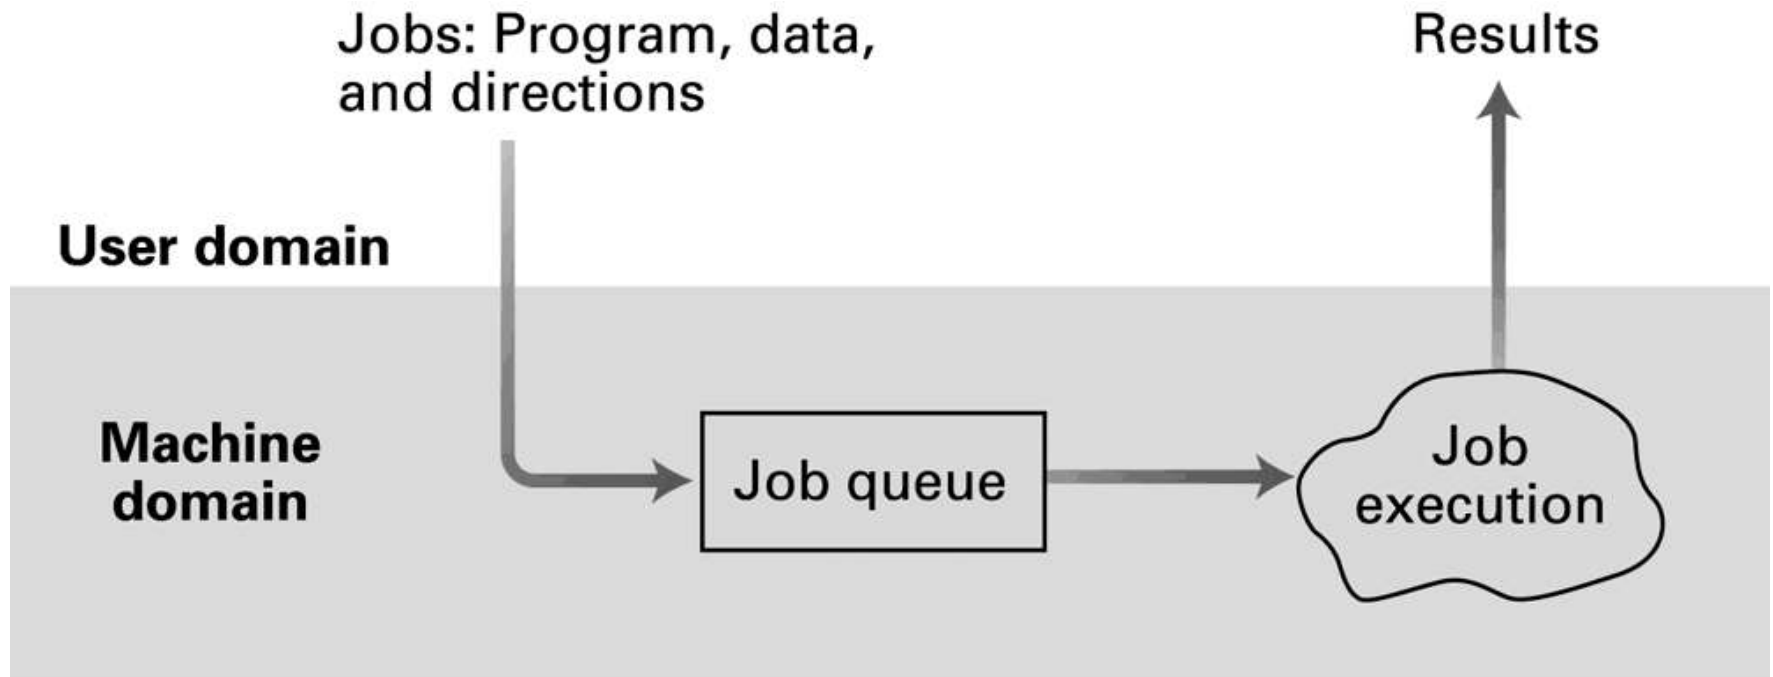 Jobs: Program, data,
and directions
Results
User domain
Machine
domain
Job queue
Job
execution